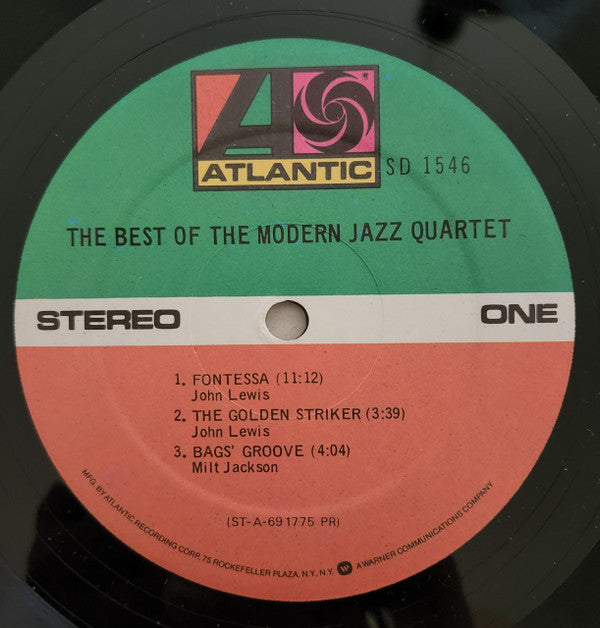 ATLANTIC
SD 1546
THE BEST OF THE MODERN JAZZ QUARTET
STEREO
ONE
1. FONTESSA (11:12)
John Lewis
2. THE GOLDEN STRIKER (3:39)
John Lewis
3. BAGS' GROOVE (4:04)
Milt Jackson
(ST-A-691775 PR)
MFG. BY ATLANTIC RECORDING CORP., 75 ROCKEFELLER PLAZA, N.Y., N.Y. A WARNER COMMUNICATIONS COMPANY